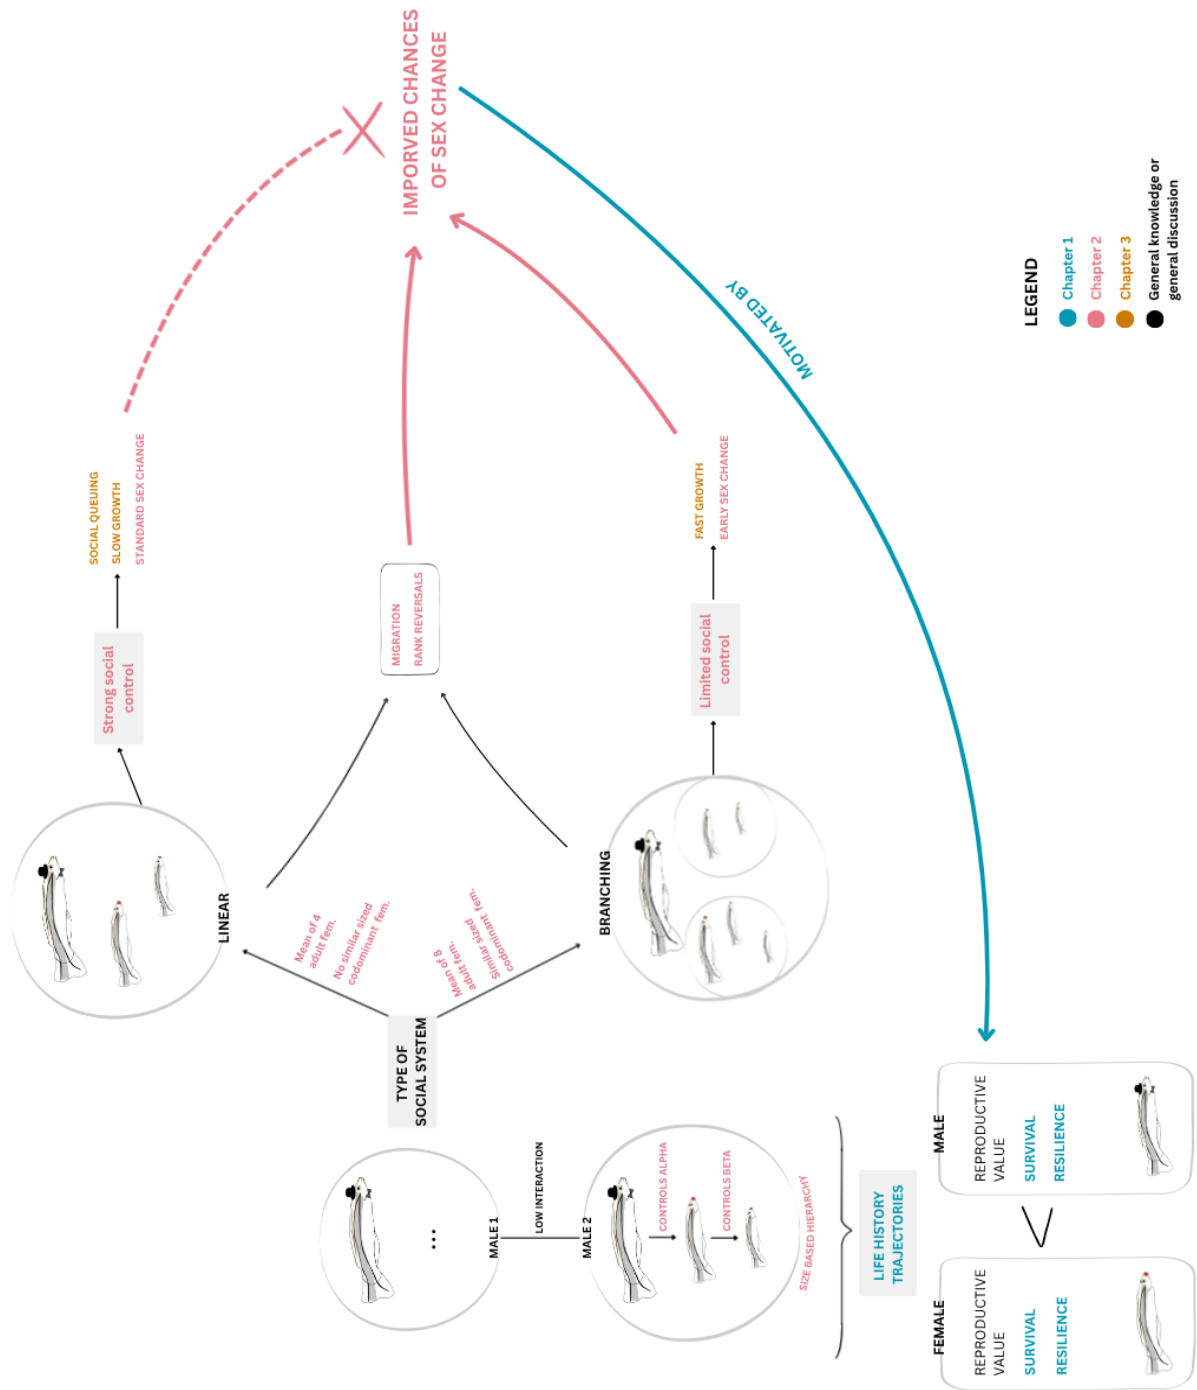 MALE 1
...
LOW INTERACTION
MALE 2
CONTROLS ALPHA
CONTROLS BETA
SIZE BASED HIERARCHY
TYPE OF
SOCIAL SYSTEM
Mean of 4
adult fem.
No similar sized
codominant fem.
Mean of 8
adult fem.
Similar sized
codominant fem.
LINEAR
BRANCHING
Strong social
control
SOCIAL QUEUING
SLOW GROWTH
STANDARD SEX CHANGE
MIGRATION
RANK REVERSALS
Limited social
control
FAST GROWTH
EARLY SEX CHANGE
IMPORVED CHANCES
OF SEX CHANGE
MOTIVATED BY
LIFE HISTORY
TRAJECTORIES
FEMALE
REPRODUCTIVE
VALUE
SURVIVAL
RESILIENCE
<
MALE
REPRODUCTIVE
VALUE
SURVIVAL
RESILIENCE
LEGEND
Chapter 1
Chapter 2
Chapter 3
General knowledge or
general discussion